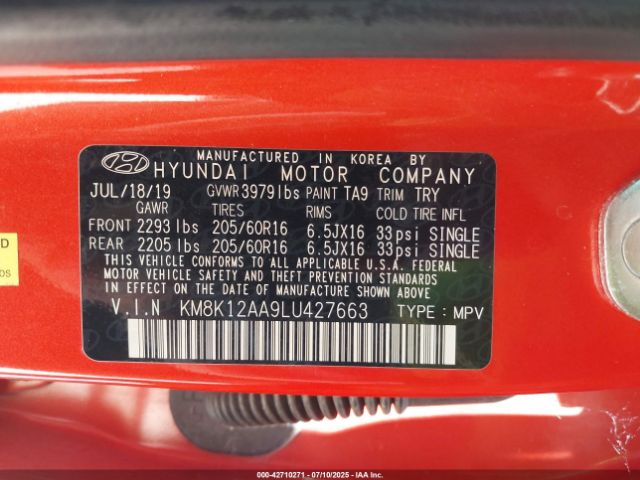 MANUFACTURED IN KOREA BY
HYUNDAI MOTOR COMPANY
JUL/18/19 GVWR3979lbs PAINT TA9 TRIM TRY
GAWR TIRES RIMS COLD TIRE INFL
FRONT 2293 lbs 205/60R16 6.5JX16 33psi SINGLE
REAR 2205 lbs 205/60R16 6.5JX16 33psi SINGLE
THIS VEHICLE CONFORMS TO ALL APPLICABLE U.S.A. FEDERAL
MOTOR VEHICLE SAFETY AND THEFT PREVENTION STANDARDS
IN EFFECT ON THE DATE OF MANUFACTURE SHOWN ABOVE.
V.I.N KM8K12AA9LU427663 TYPE : MPV
000-42710271 - 07/10/2025 - IAA Inc.